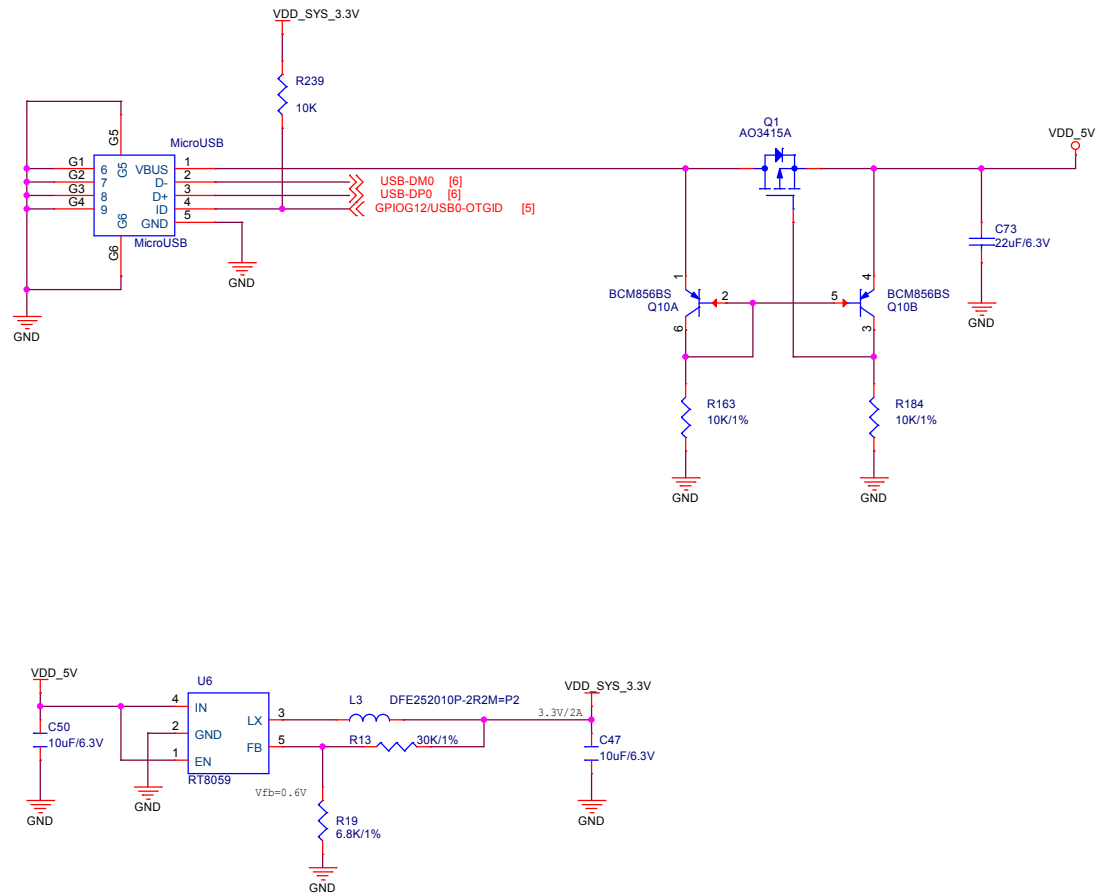 VDD_SYS_3.3V
R239
10K
G5
MicroUSB
G1 6 G5 VBUS 1
G2 7 D- 2
G3 8 D+ 3
G4 9 ID 4
G6 GND 5
MicroUSB
G6
GND
GND
USB-DM0 [6]
USB-DP0 [6]
GPIOG12/USB0-OTGID [5]
Q1
AO3415A
VDD_5V
C73
22uF/6.3V
GND
1
BCM856BS
Q10A
2
6
4
5
BCM856BS
Q10B
3
R163
10K/1%
GND
R184
10K/1%
GND
VDD_5V
C50
10uF/6.3V
GND
U6
4 IN
2 GND
1 EN
LX 3
FB 5
RT8059
GND
L3 DFE252010P-2R2M=P2
R13 30K/1%
Vfb=0.6V
R19
6.8K/1%
GND
VDD_SYS_3.3V
3.3V/2A
C47
10uF/6.3V
GND